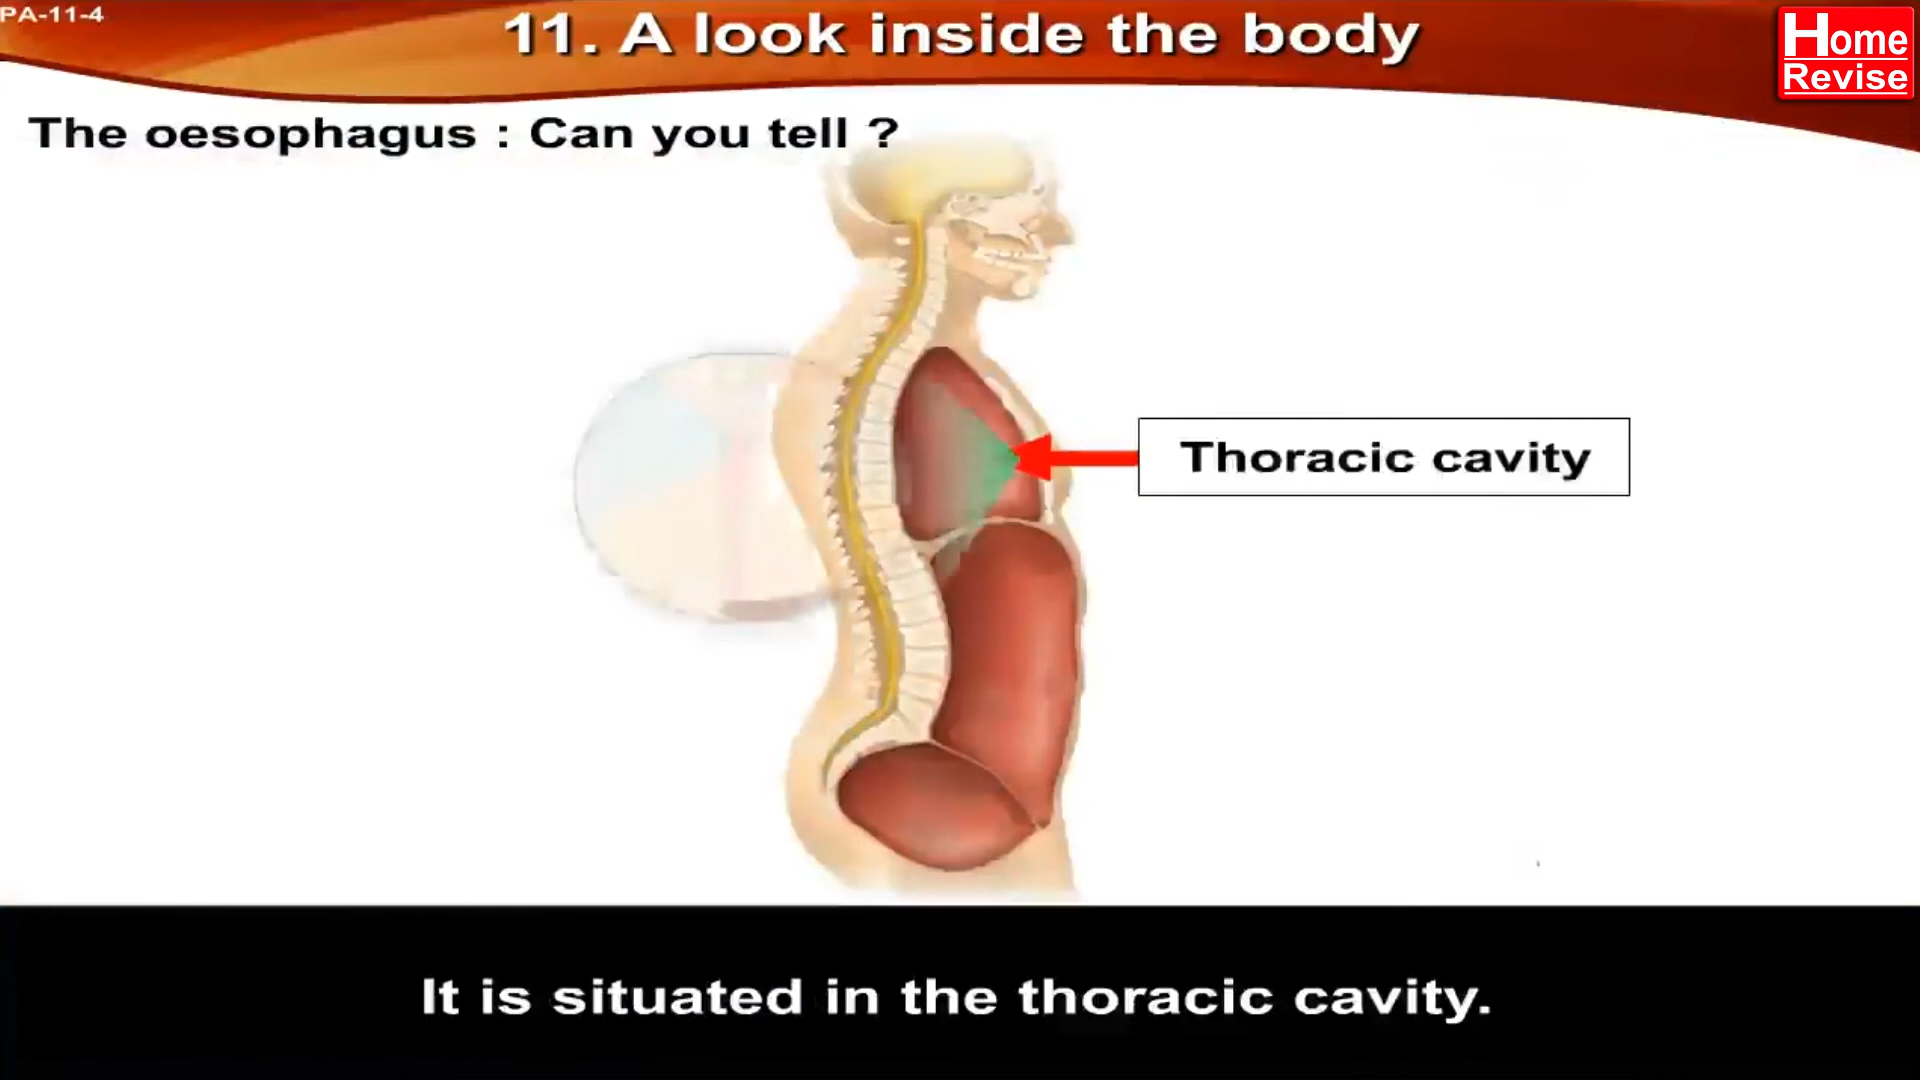 PA-11-4
11. A look inside the body
Home
Revise
The oesophagus : Can you tell ?
Thoracic cavity
It is situated in the thoracic cavity.